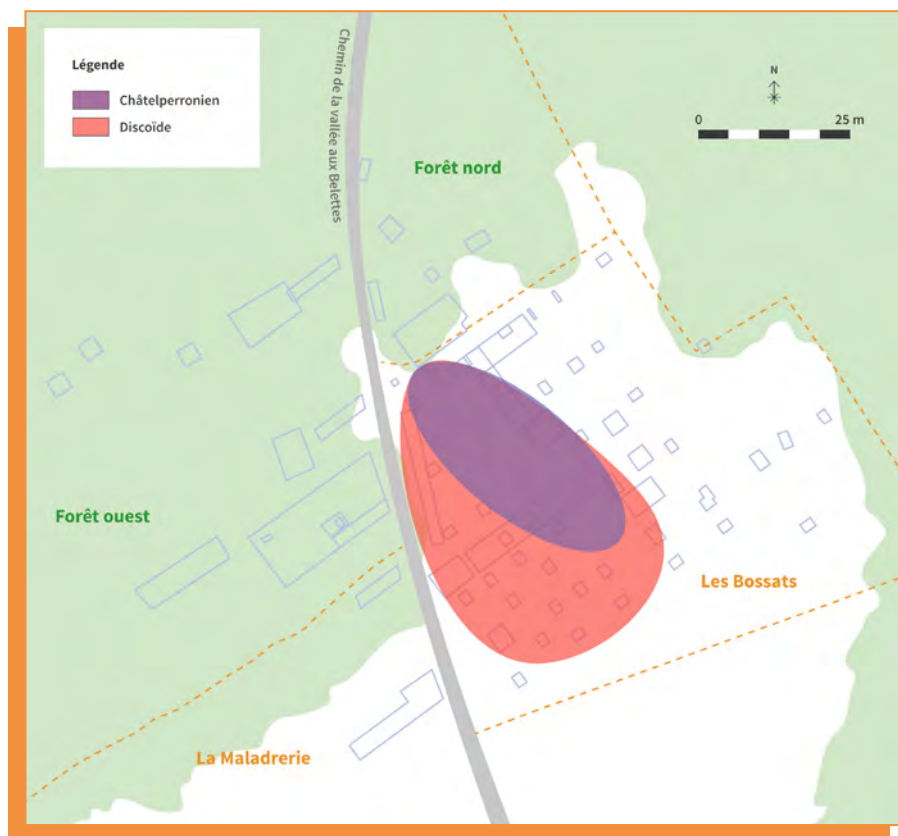 Légende
Châtelperronien
Discoïde
Chemin de la vallée aux Belettes
N
0 25 m
Forêt nord
Forêt ouest
Les Bossats
La Maladrerie